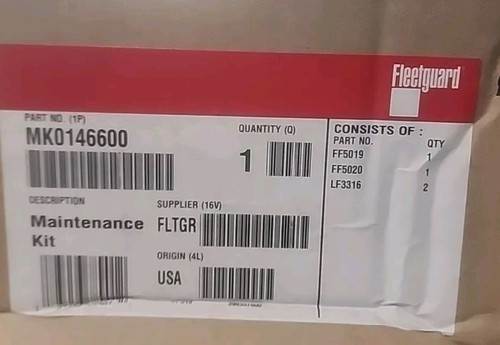 Fleetguard
PART NO. (1P)
MK0146600
QUANTITY (Q)
1
DESCRIPTION
Maintenance
Kit
SUPPLIER (16V)
FLTGR
ORIGIN (4L)
USA
CONSISTS OF :
PART NO. QTY
FF5019 1
FF5020 1
LF3316 2